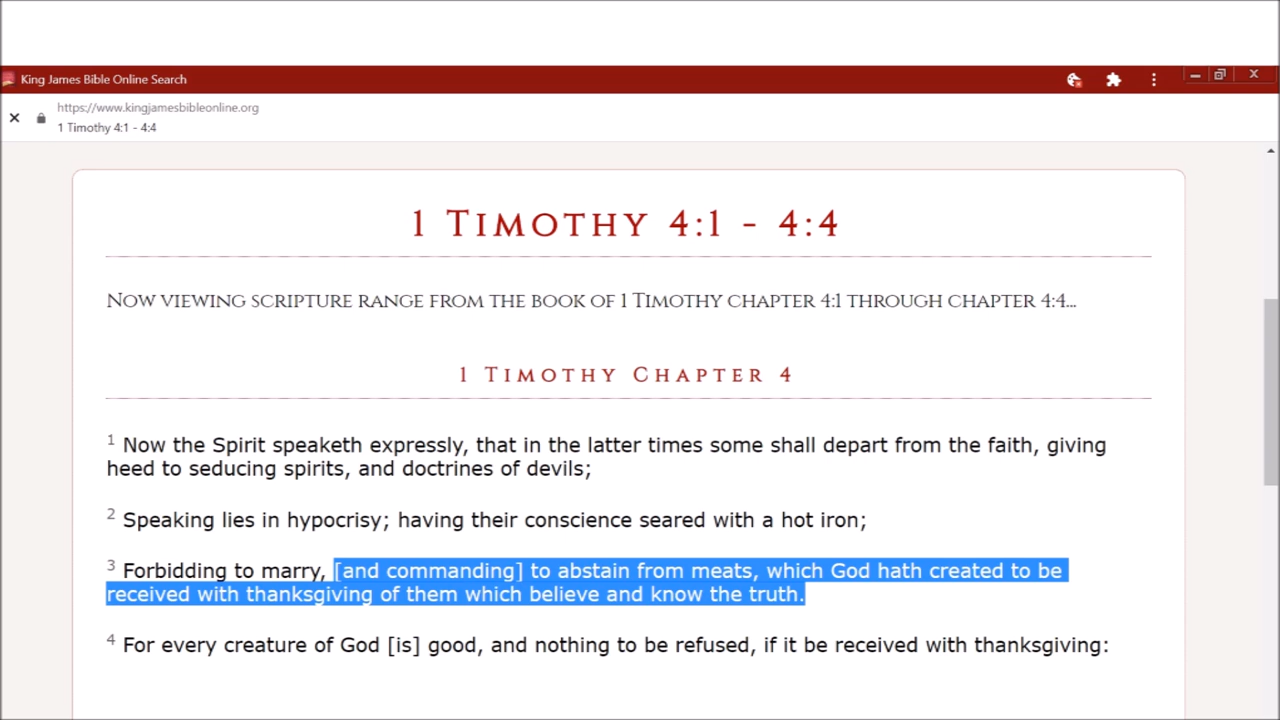 King James Bible Online Search
https://www.kingjamesbibleonline.org
1 Timothy 4:1 - 4:4
1 Timothy 4:1 - 4:4
Now viewing scripture range from the book of 1 Timothy chapter 4:1 through chapter 4:4...
1 Timothy Chapter 4
1 Now the Spirit speaketh expressly, that in the latter times some shall depart from the faith, giving
heed to seducing spirits, and doctrines of devils;
2 Speaking lies in hypocrisy; having their conscience seared with a hot iron;
3 Forbidding to marry, [and commanding] to abstain from meats, which God hath created to be
received with thanksgiving of them which believe and know the truth.
4 For every creature of God [is] good, and nothing to be refused, if it be received with thanksgiving: